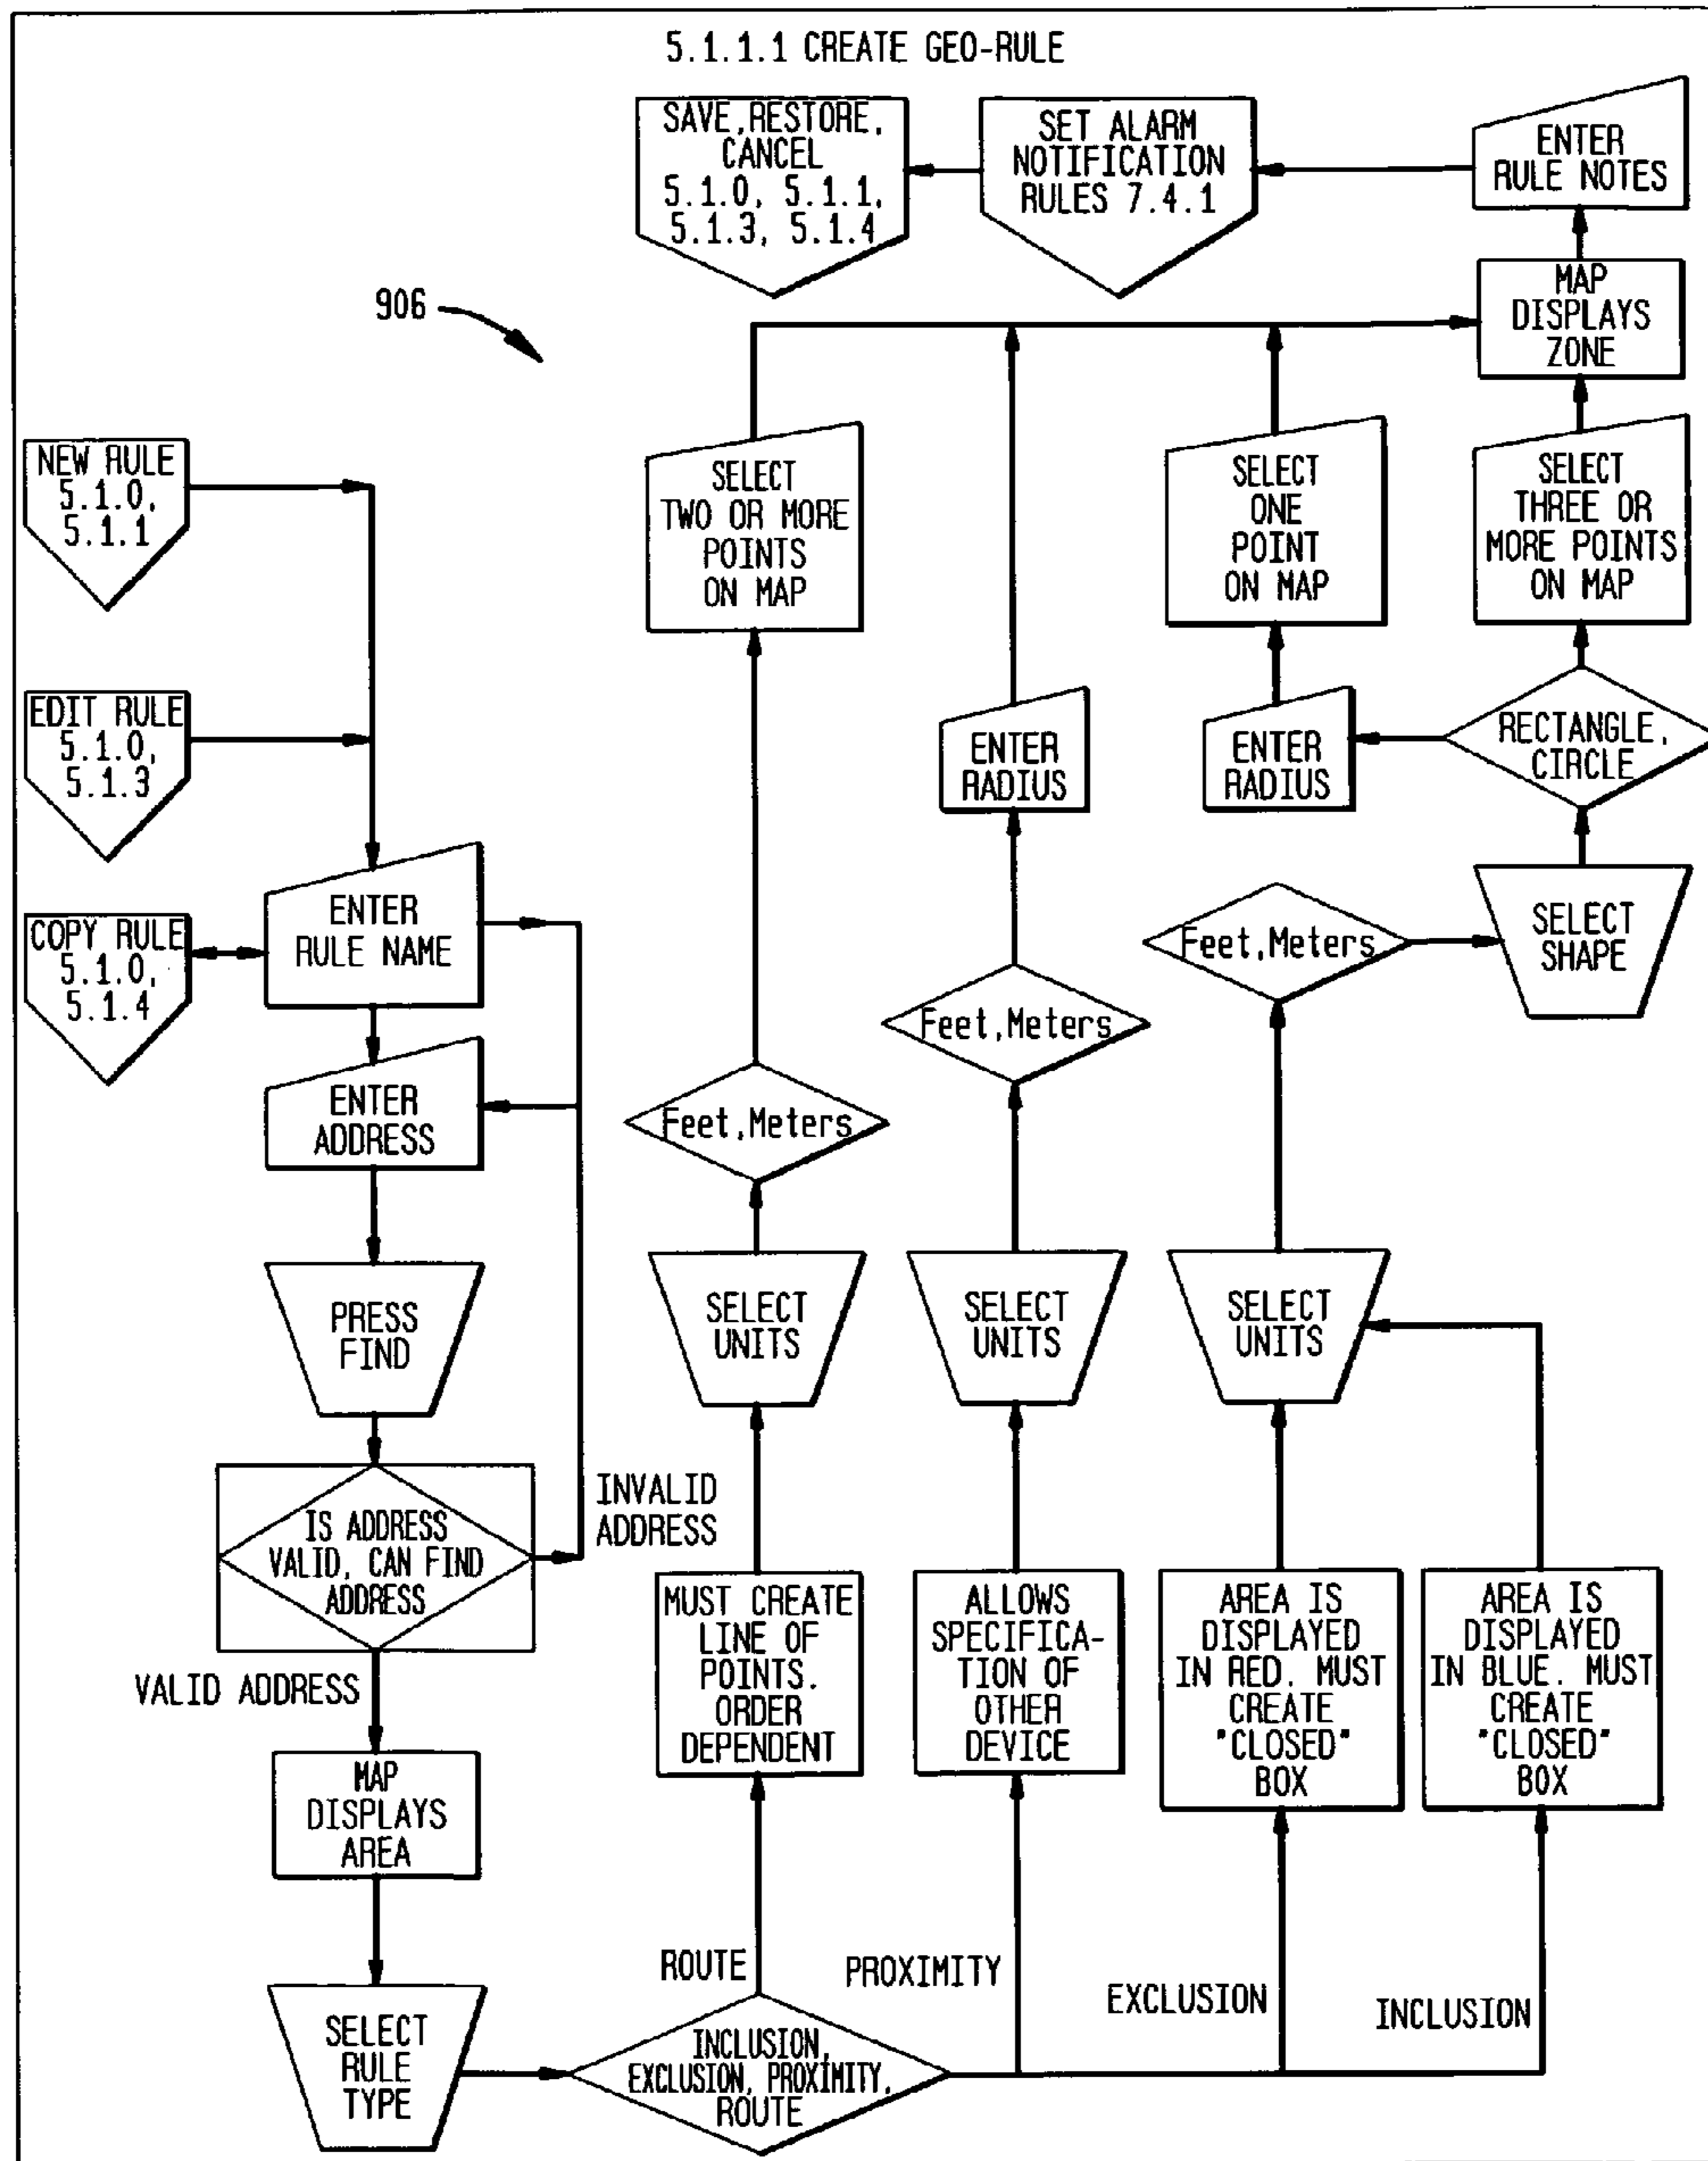 5.1.1.1 CREATE GEO-RULE
SAVE,RESTORE,
CANCEL
5.1.0, 5.1.1,
5.1.3, 5.1.4
SET ALARM
NOTIFICATION
RULES 7.4.1
ENTER
RULE NOTES
906
MAP
DISPLAYS
ZONE
NEW RULE
5.1.0,
5.1.1
SELECT
TWO OR MORE
POINTS
ON MAP
SELECT
ONE
POINT
ON MAP
SELECT
THREE OR
MORE POINTS
ON MAP
EDIT RULE
5.1.0,
5.1.3
ENTER
RADIUS
ENTER
RADIUS
RECTANGLE,
CIRCLE
COPY RULE
5.1.0,
5.1.4
ENTER
RULE NAME
Feet,Meters
SELECT
SHAPE
Feet,Meters
ENTER
ADDRESS
Feet,Meters
PRESS
FIND
SELECT
UNITS
SELECT
UNITS
SELECT
UNITS
IS ADDRESS
VALID, CAN FIND
ADDRESS
INVALID
ADDRESS
VALID ADDRESS
MUST CREATE
LINE OF
POINTS.
ORDER
DEPENDENT
ALLOWS
SPECIFICA-
TION OF
OTHER
DEVICE
AREA IS
DISPLAYED
IN RED. MUST
CREATE
"CLOSED"
BOX
AREA IS
DISPLAYED
IN BLUE. MUST
CREATE
"CLOSED"
BOX
MAP
DISPLAYS
AREA
ROUTE
PROXIMITY
EXCLUSION
INCLUSION
SELECT
RULE
TYPE
INCLUSION,
EXCLUSION, PROXIMITY,
ROUTE